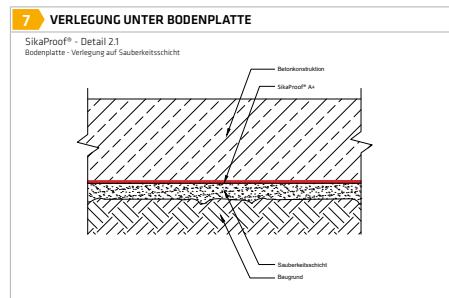 7 VERLEGUNG UNTER BODENPLATTE
SikaProof® - Detail 2.1
Bodenplatte - Verlegung auf Sauberkeitsschicht
Betonkonstruktion
SikaProof® A+
Sauberkeitsschicht
Baugrund